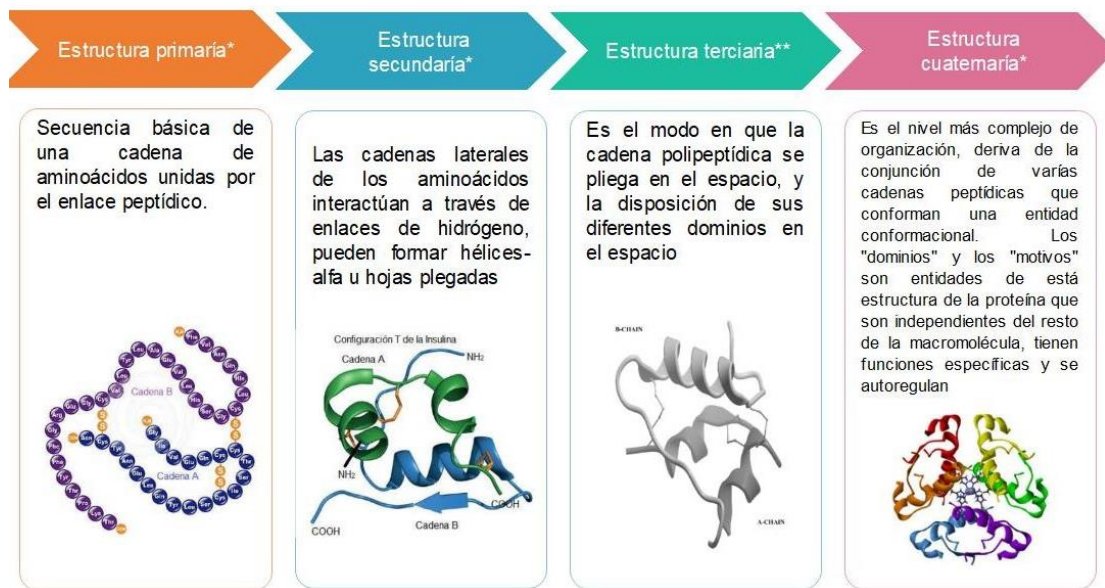 Estructura primaría*
Estructura
secundaría*
Estructura terciaria**
Estructura
cuaternaría*
Secuencia básica de
una cadena de
aminoácidos unidas por
el enlace peptídico.
Cadena B
Cadena A
Las cadenas laterales
de los aminoácidos
interactúan a través de
enlaces de hidrógeno,
pueden formar hélices-
alfa u hojas plegadas
Configuración T de la Insulina
Cadena A
NH2
NH2
COOH
COOH
Cadena B
Es el modo en que la
cadena polipeptídica se
pliega en el espacio, y
la disposición de sus
diferentes dominios en
el espacio
B-CHAIN
A-CHAIN
Es el nivel más complejo de
organización, deriva de la
conjunción de varías
cadenas peptídicas que
conforman una entidad
conformacional. Los
"dominios" y los "motivos"
son entidades de está
estructura de la proteína que
son independientes del resto
de la macromolécula, tienen
funciones específicas y se
autoregulan